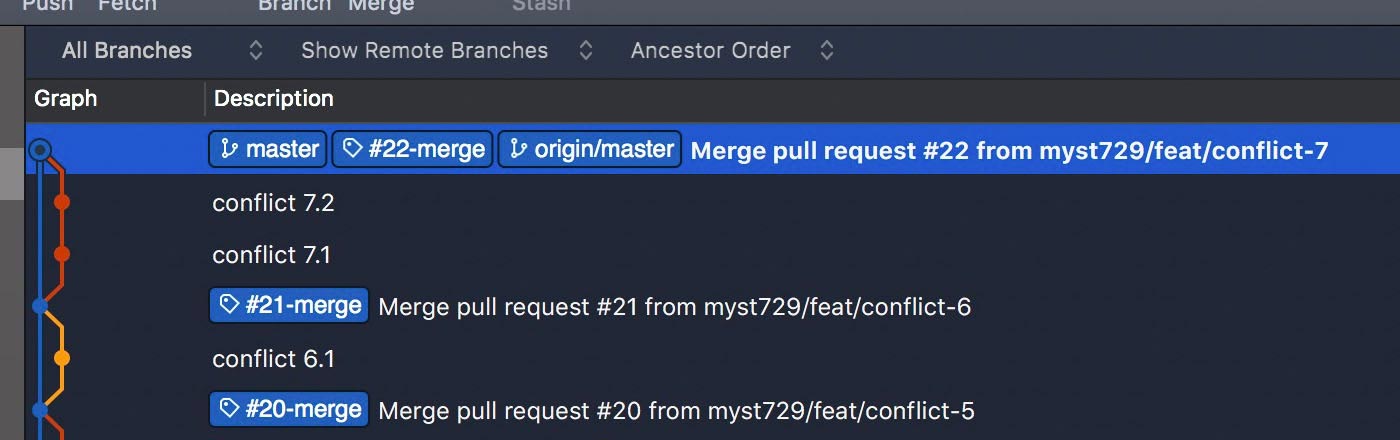 Push Fetch Branch Merge Stash
All Branches Show Remote Branches Ancestor Order
Graph Description
master #22-merge origin/master Merge pull request #22 from myst729/feat/conflict-7
conflict 7.2
conflict 7.1
#21-merge Merge pull request #21 from myst729/feat/conflict-6
conflict 6.1
#20-merge Merge pull request #20 from myst729/feat/conflict-5